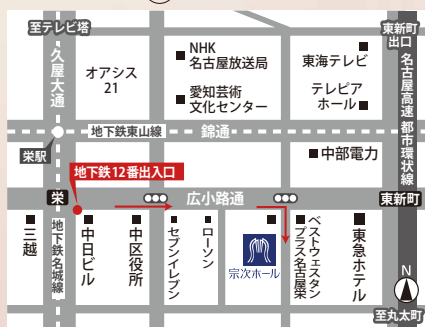 至テレビ塔
東新町
出口
久屋大通
オアシス
21
NHK
名古屋放送局
愛知芸術
文化センター
東海テレビ
テレピア
ホール
名古屋高速 都市環状線
地下鉄東山線
錦通
栄駅
中部電力
地下鉄12番出入口
栄
広小路通
東新町
三越
地下鉄名城線
中日ビル
中区役所
セブンイレブン
ローソン
宗次ホール
ベストウェスタン
プラス名古屋栄
東急ホテル
N
至丸太町